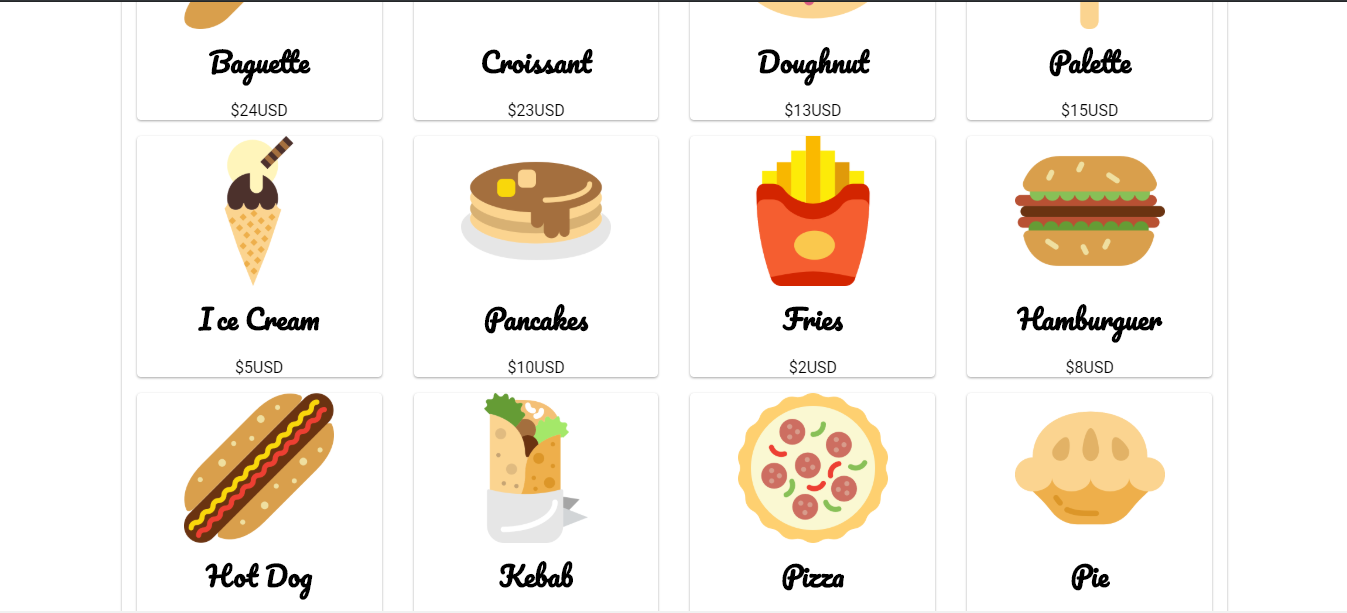 Baguette
Croissant
Doughnut
Palette
$24USD
$23USD
$13USD
$15USD
Ice Cream
Pancakes
Fries
Hamburguer
$5USD
$10USD
$2USD
$8USD
Hot Dog
Kebab
Pizza
Pie